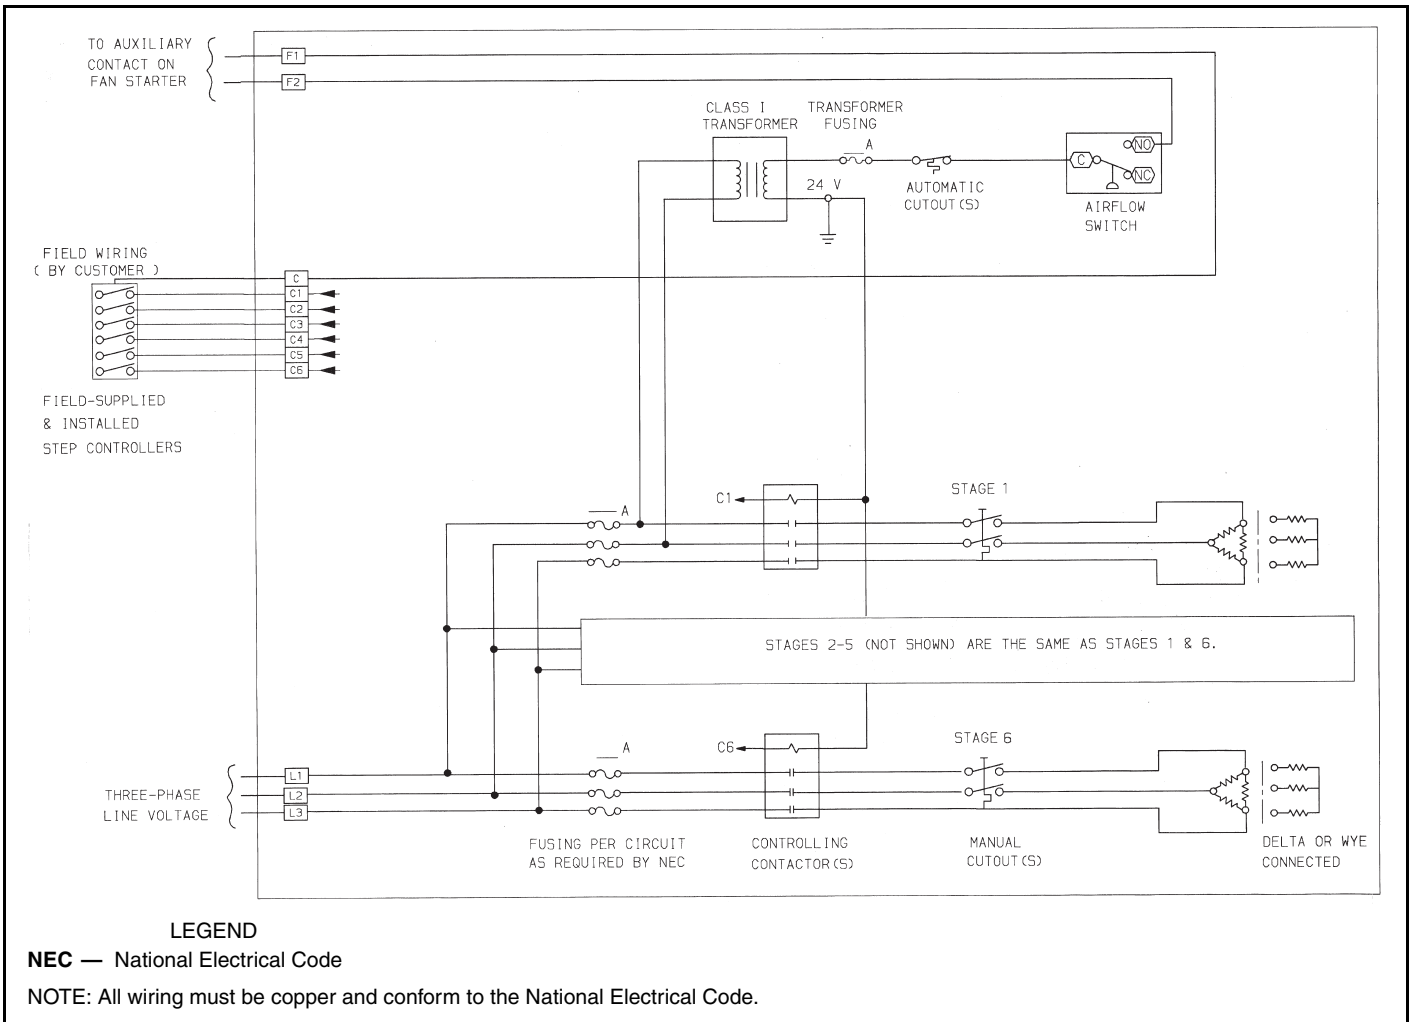 TO AUXILIARY
CONTACT ON
FAN STARTER
F1
F2
CLASS I
TRANSFORMER
TRANSFORMER
FUSING
A
24 V
AUTOMATIC
CUTOUT(S)
C
NO
NC
AIRFLOW
SWITCH
FIELD WIRING
( BY CUSTOMER )
C
C1
C2
C3
C4
C5
C6
FIELD-SUPPLIED
& INSTALLED
STEP CONTROLLERS
A
C1
STAGE 1
STAGES 2-5 (NOT SHOWN) ARE THE SAME AS STAGES 1 & 6.
A
C6
STAGE 6
THREE-PHASE
LINE VOLTAGE
L1
L2
L3
FUSING PER CIRCUIT
AS REQUIRED BY NEC
CONTROLLING
CONTACTOR(S)
MANUAL
CUTOUT(S)
DELTA OR WYE
CONNECTED
LEGEND
NEC — National Electrical Code
NOTE: All wiring must be copper and conform to the National Electrical Code.